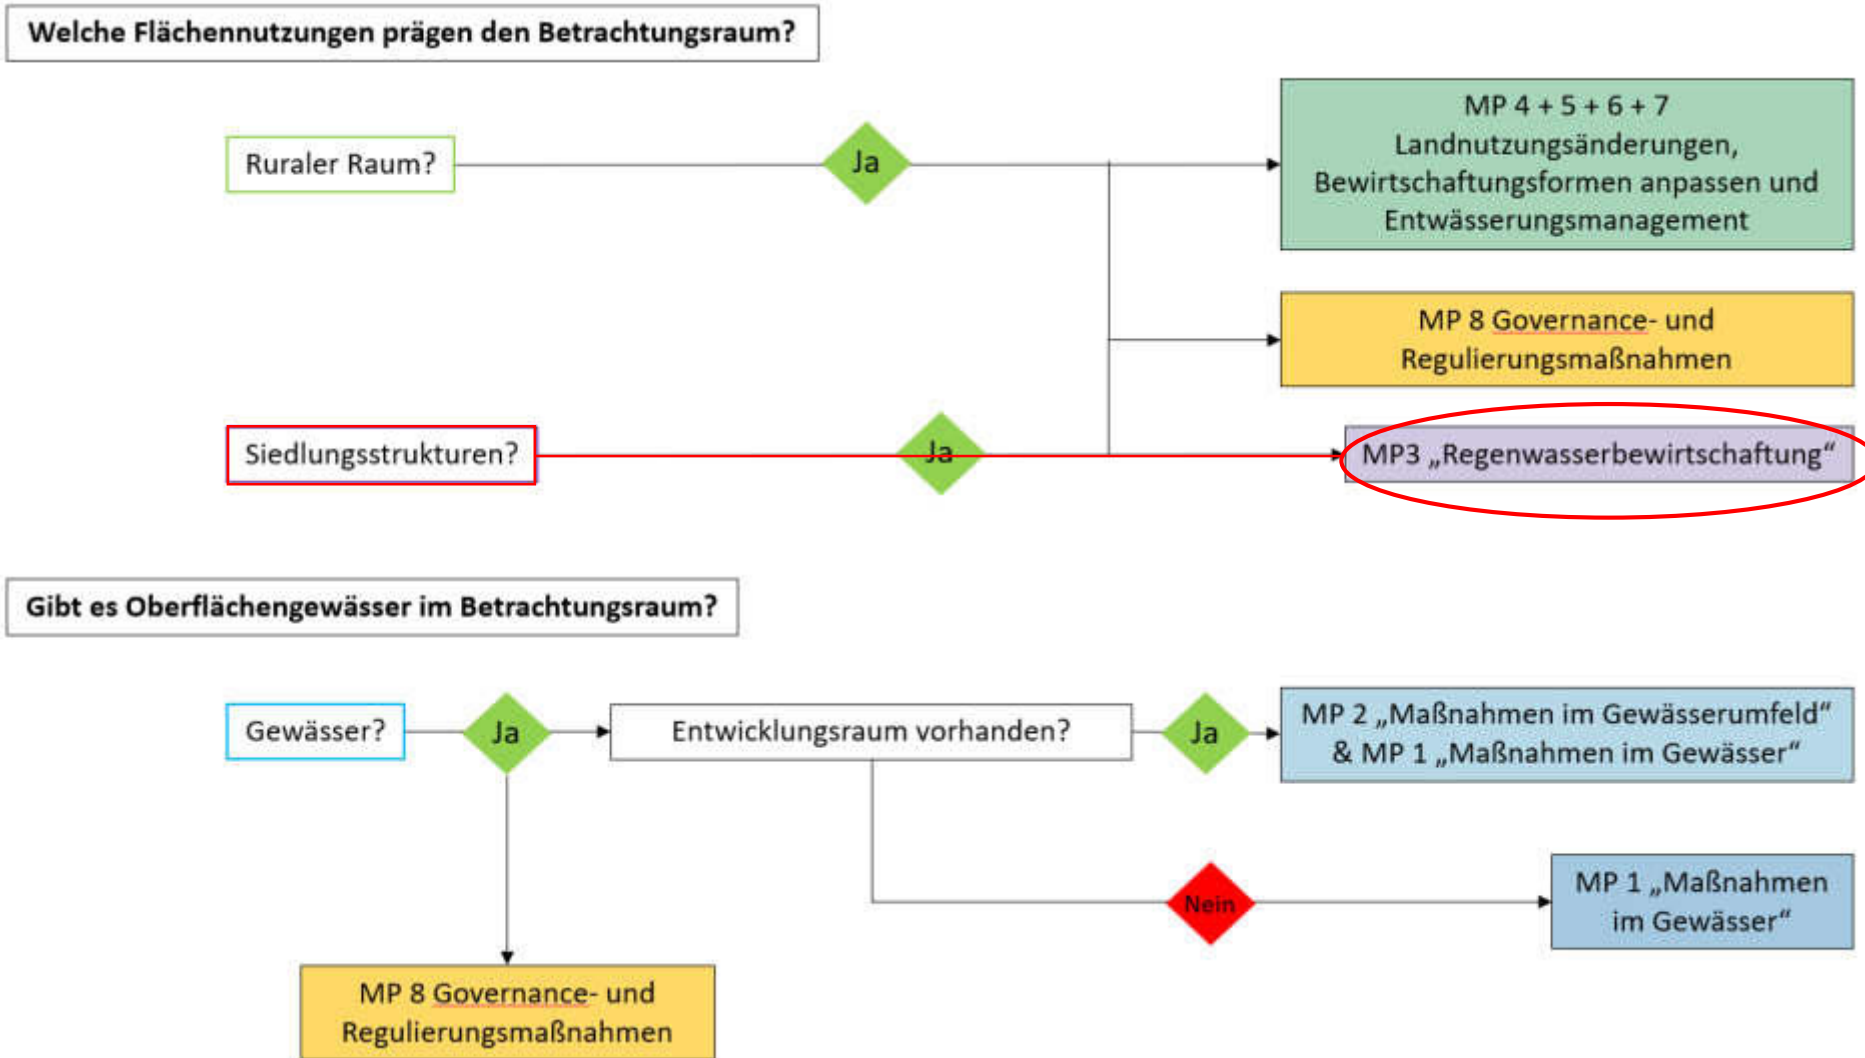 Welche Flächennutzungen prägen den Betrachtungsraum?
Ruraler Raum?
Ja
MP 4 + 5 + 6 + 7
Landnutzungsänderungen,
Bewirtschaftungsformen anpassen und
Entwässerungsmanagement
MP 8 Governance- und
Regulierungsmaßnahmen
Siedlungsstrukturen?
Ja
MP3 „Regenwasserbewirtschaftung“
Gibt es Oberflächengewässer im Betrachtungsraum?
Gewässer?
Ja
Entwicklungsraum vorhanden?
Ja
MP 2 „Maßnahmen im Gewässerumfeld“
& MP 1 „Maßnahmen im Gewässer“
Nein
MP 1 „Maßnahmen
im Gewässer“
MP 8 Governance- und
Regulierungsmaßnahmen